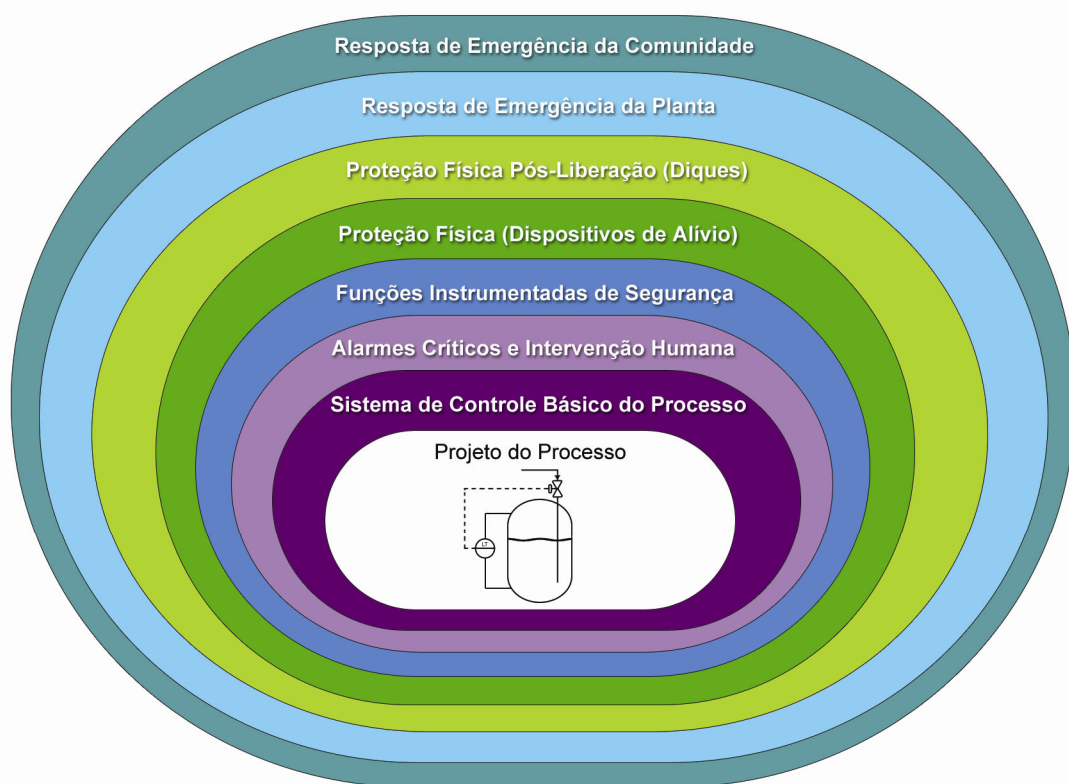 Resposta de Emergência da Comunidade
Resposta de Emergência da Planta
Proteção Física Pós-Liberação (Diques)
Proteção Física (Dispositivos de Alívio)
Funções Instrumentadas de Segurança
Alarmes Críticos e Intervenção Humana
Sistema de Controle Básico do Processo
Projeto do Processo
LT